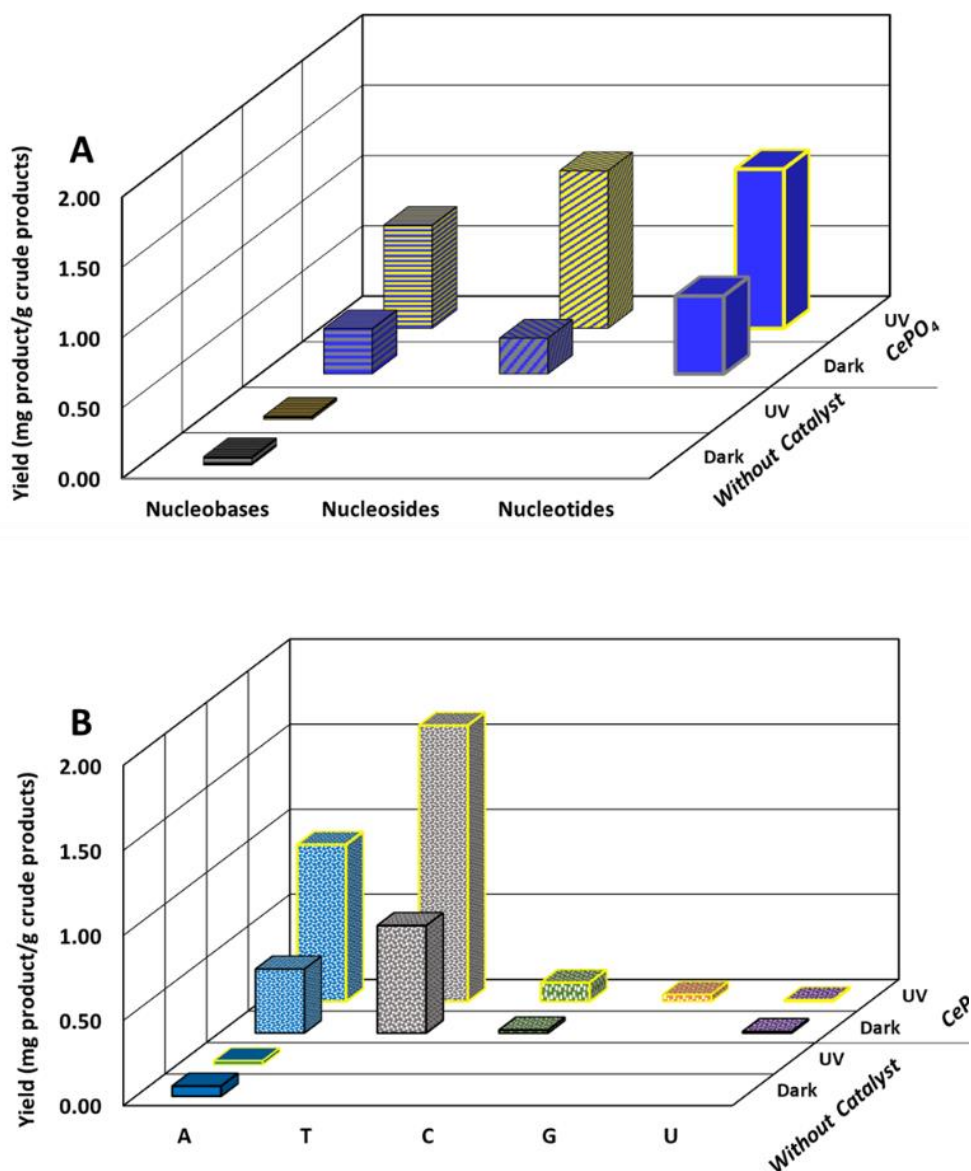 A
Yield (mg product/g crude products)
2.00
1.50
1.00
0.50
0.00
Nucleobases
Nucleosides
Nucleotides
Dark
UV
Without Catalyst
Dark
UV
CePO4
B
Yield (mg product/g crude products)
2.00
1.50
1.00
0.50
0.00
A
T
C
G
U
Dark
UV
Without Catalyst
Dark
UV
CeP